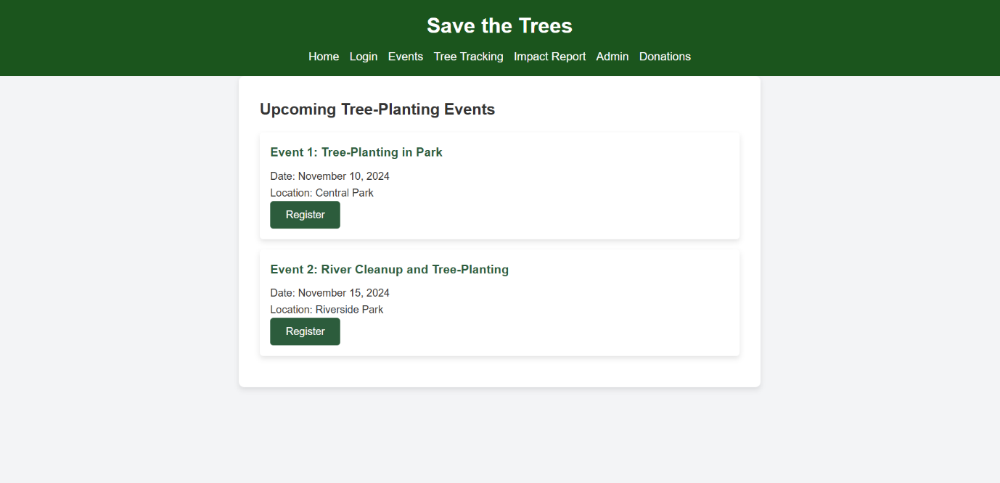 Save the Trees
Home Login Events Tree Tracking Impact Report Admin Donations
Upcoming Tree-Planting Events
Event 1: Tree-Planting in Park
Date: November 10, 2024
Location: Central Park
Register
Event 2: River Cleanup and Tree-Planting
Date: November 15, 2024
Location: Riverside Park
Register